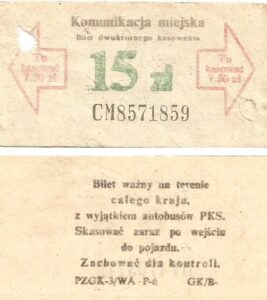 Komunikacja miejska
Bilet dwukrotnego kasowania
Tu
kasować
7.50 zł
15 zł
Tu
kasować
7.50 zł
CM8571859
Bilet ważny na terenie
całego kraju,
z wyjątkiem autobusów PKS.
Skasować zaraz po wejściu
do pojazdu.
Zachować dla kontroli.
PZGK-3/WA P-6 GK/B-